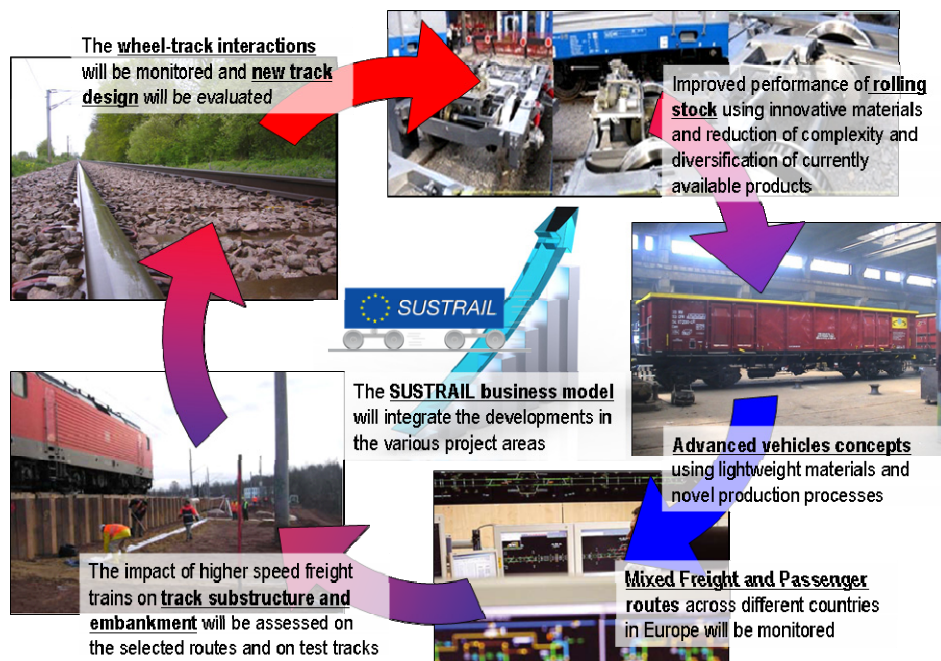 The wheel-track interactions
will be monitored and new track
design will be evaluated
Improved performance of rolling
stock using innovative materials
and reduction of complexity and
diversification of currently
available products
SUSTRAIL
The SUSTRAIL business model
will integrate the developments in
the various project areas
Advanced vehicles concepts
using lightweight materials and
novel production processes
The impact of higher speed freight
trains on track substructure and
embankment will be assessed on
the selected routes and on test tracks
Mixed Freight and Passenger
routes across different countries
in Europe will be monitored